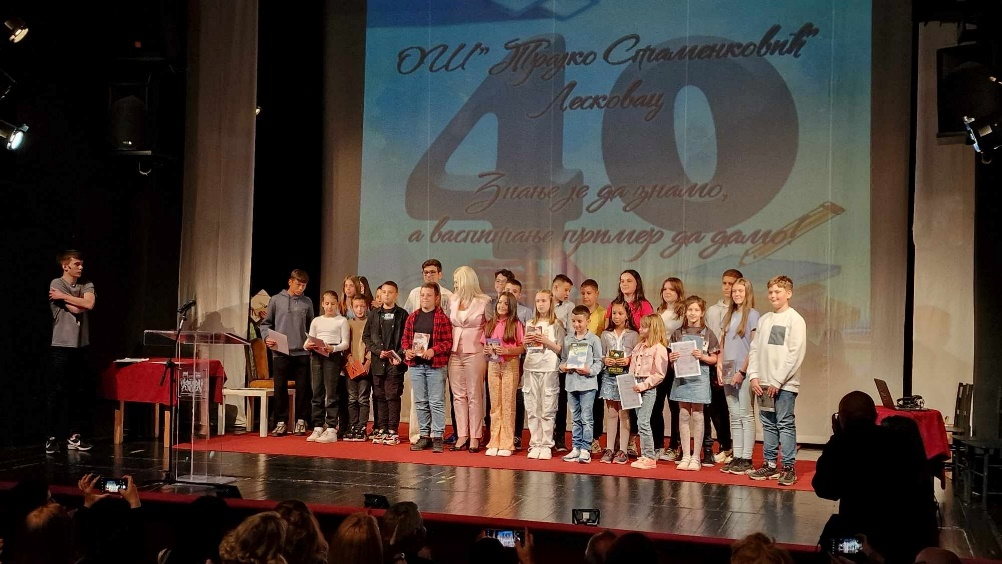 ОШ" Трајко Стаменковић"
Лесковац
40
Знање је да знамо,
а васпитање пример да дамо!